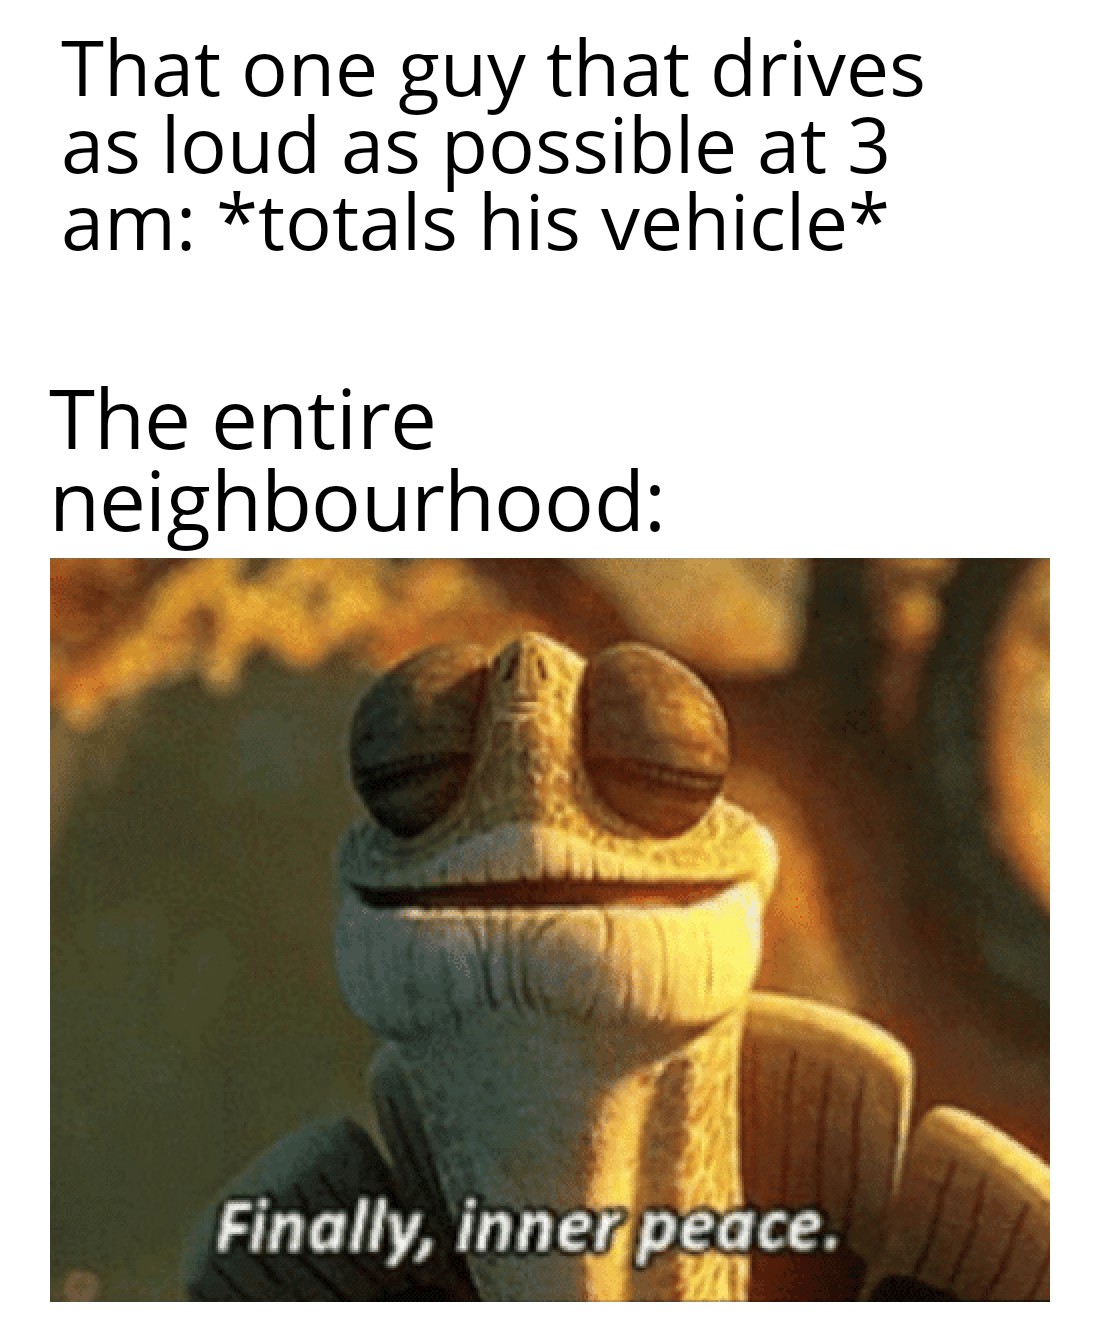 That one guy that drives
as loud as possible at 3
am: *totals his vehicle*
The entire
neighbourhood:
Finally, inner peace.